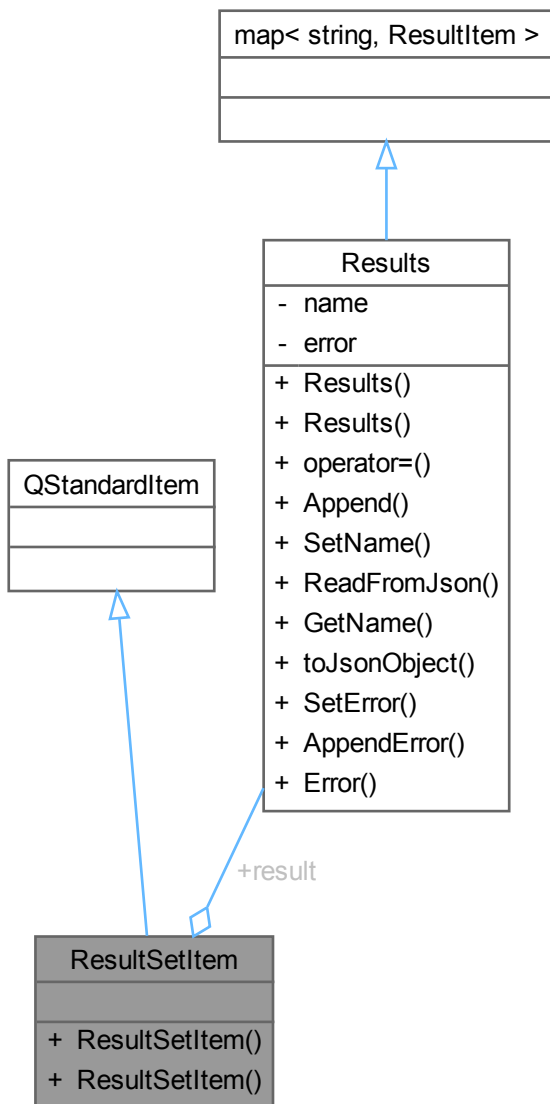 map< string, ResultItem >
Results
- name
- error
+ Results()
+ Results()
+ operator=()
+ Append()
+ SetName()
+ ReadFromJson()
+ GetName()
+ toJsonObject()
+ SetError()
+ AppendError()
+ Error()
QStandardItem
+result
ResultSetItem
+ ResultSetItem()
+ ResultSetItem()